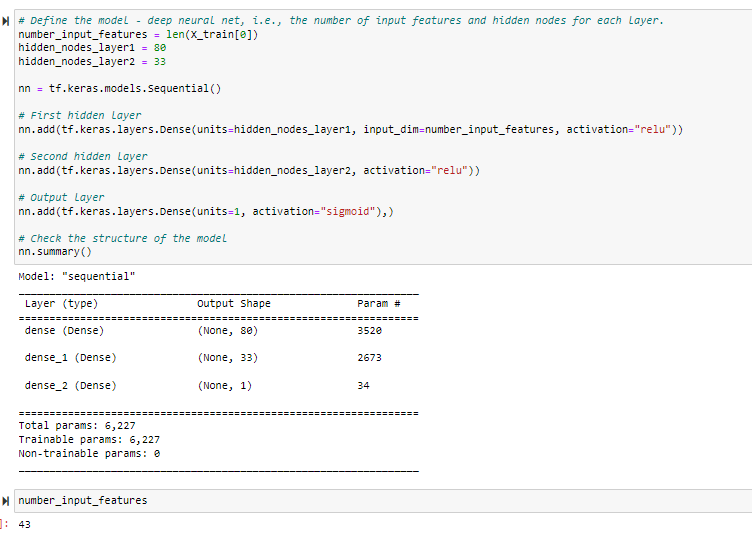 # Define the model - deep neural net, i.e., the number of input features and hidden nodes for each layer.
number_input_features = len(X_train[0])
hidden_nodes_layer1 = 80
hidden_nodes_layer2 = 33
nn = tf.keras.models.Sequential()
# First hidden layer
nn.add(tf.keras.layers.Dense(units=hidden_nodes_layer1, input_dim=number_input_features, activation="relu"))
# Second hidden layer
nn.add(tf.keras.layers.Dense(units=hidden_nodes_layer2, activation="relu"))
# Output layer
nn.add(tf.keras.layers.Dense(units=1, activation="sigmoid"),)
# Check the structure of the model
nn.summary()
Model: "sequential"
Layer (type) Output Shape Param #
dense (Dense) (None, 80) 3520
dense_1 (Dense) (None, 33) 2673
dense_2 (Dense) (None, 1) 34
Total params: 6,227
Trainable params: 6,227
Non-trainable params: 0
number_input_features
]: 43